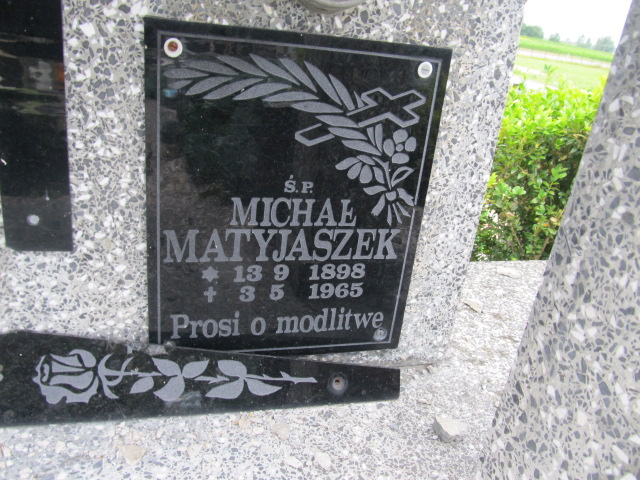 Ś.P.
MICHAŁ
MATYJASZEK
* 13 9 1898
✝ 3 5 1965
Prosi o modlitwę